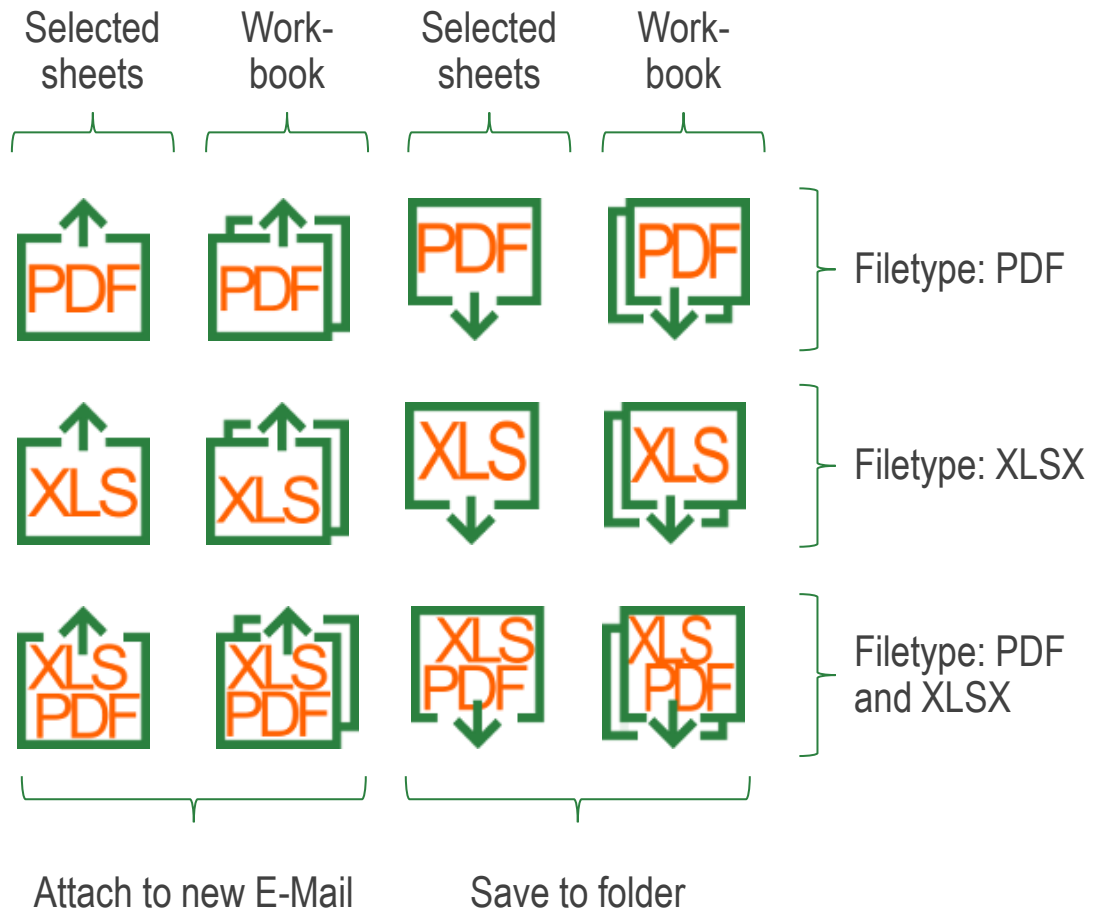 Selected
sheets
Work-
book
Selected
sheets
Work-
book
PDF
PDF
PDF
PDF
Filetype: PDF
XLS
XLS
XLS
XLS
Filetype: XLSX
XLS
PDF
XLS
PDF
XLS
PDF
XLS
PDF
Filetype: PDF
and XLSX
Attach to new E-Mail
Save to folder